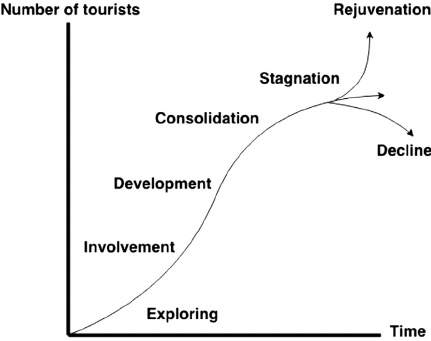 Number of tourists
Rejuvenation
Stagnation
Consolidation
Decline
Development
Involvement
Exploring
Time